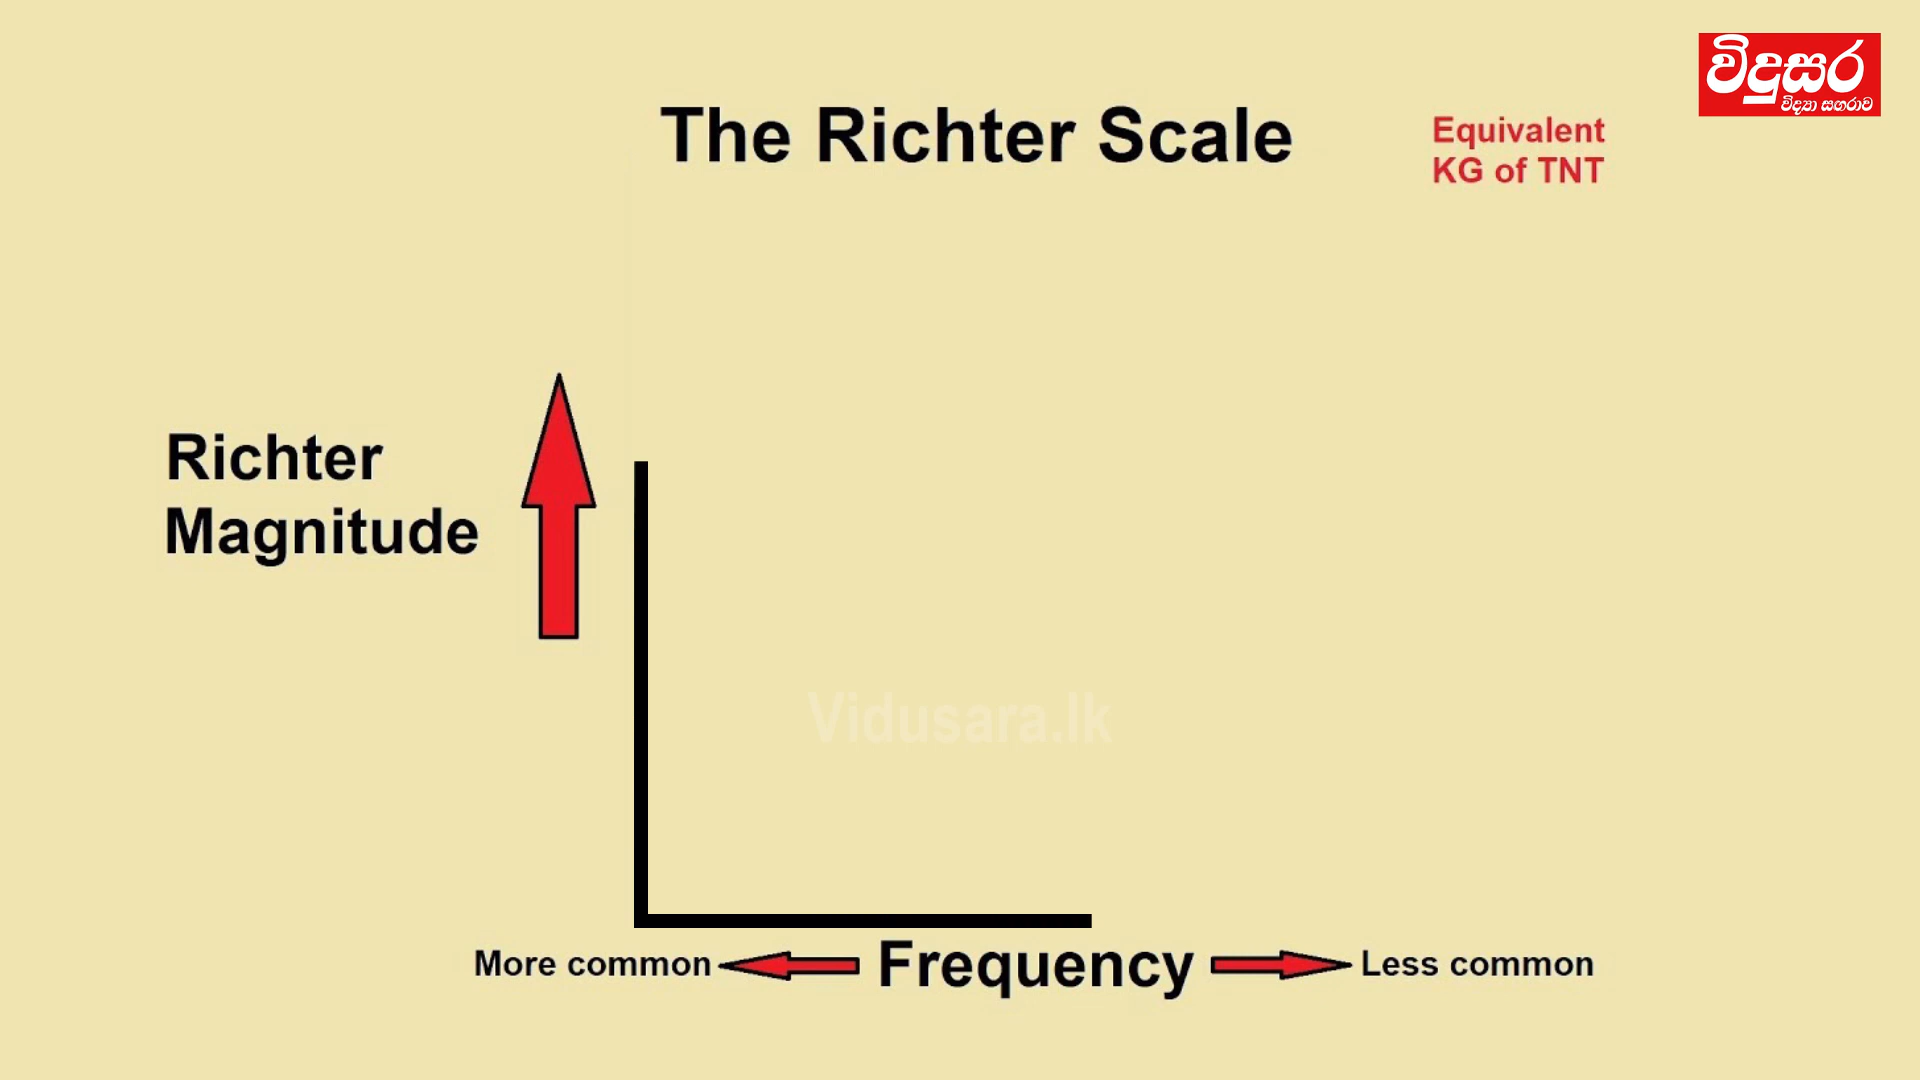 විදුසර
විද්‍යා සඟරාව
The Richter Scale
Equivalent
KG of TNT
Richter
Magnitude
Vidusara.lk
More common
Frequency
Less common